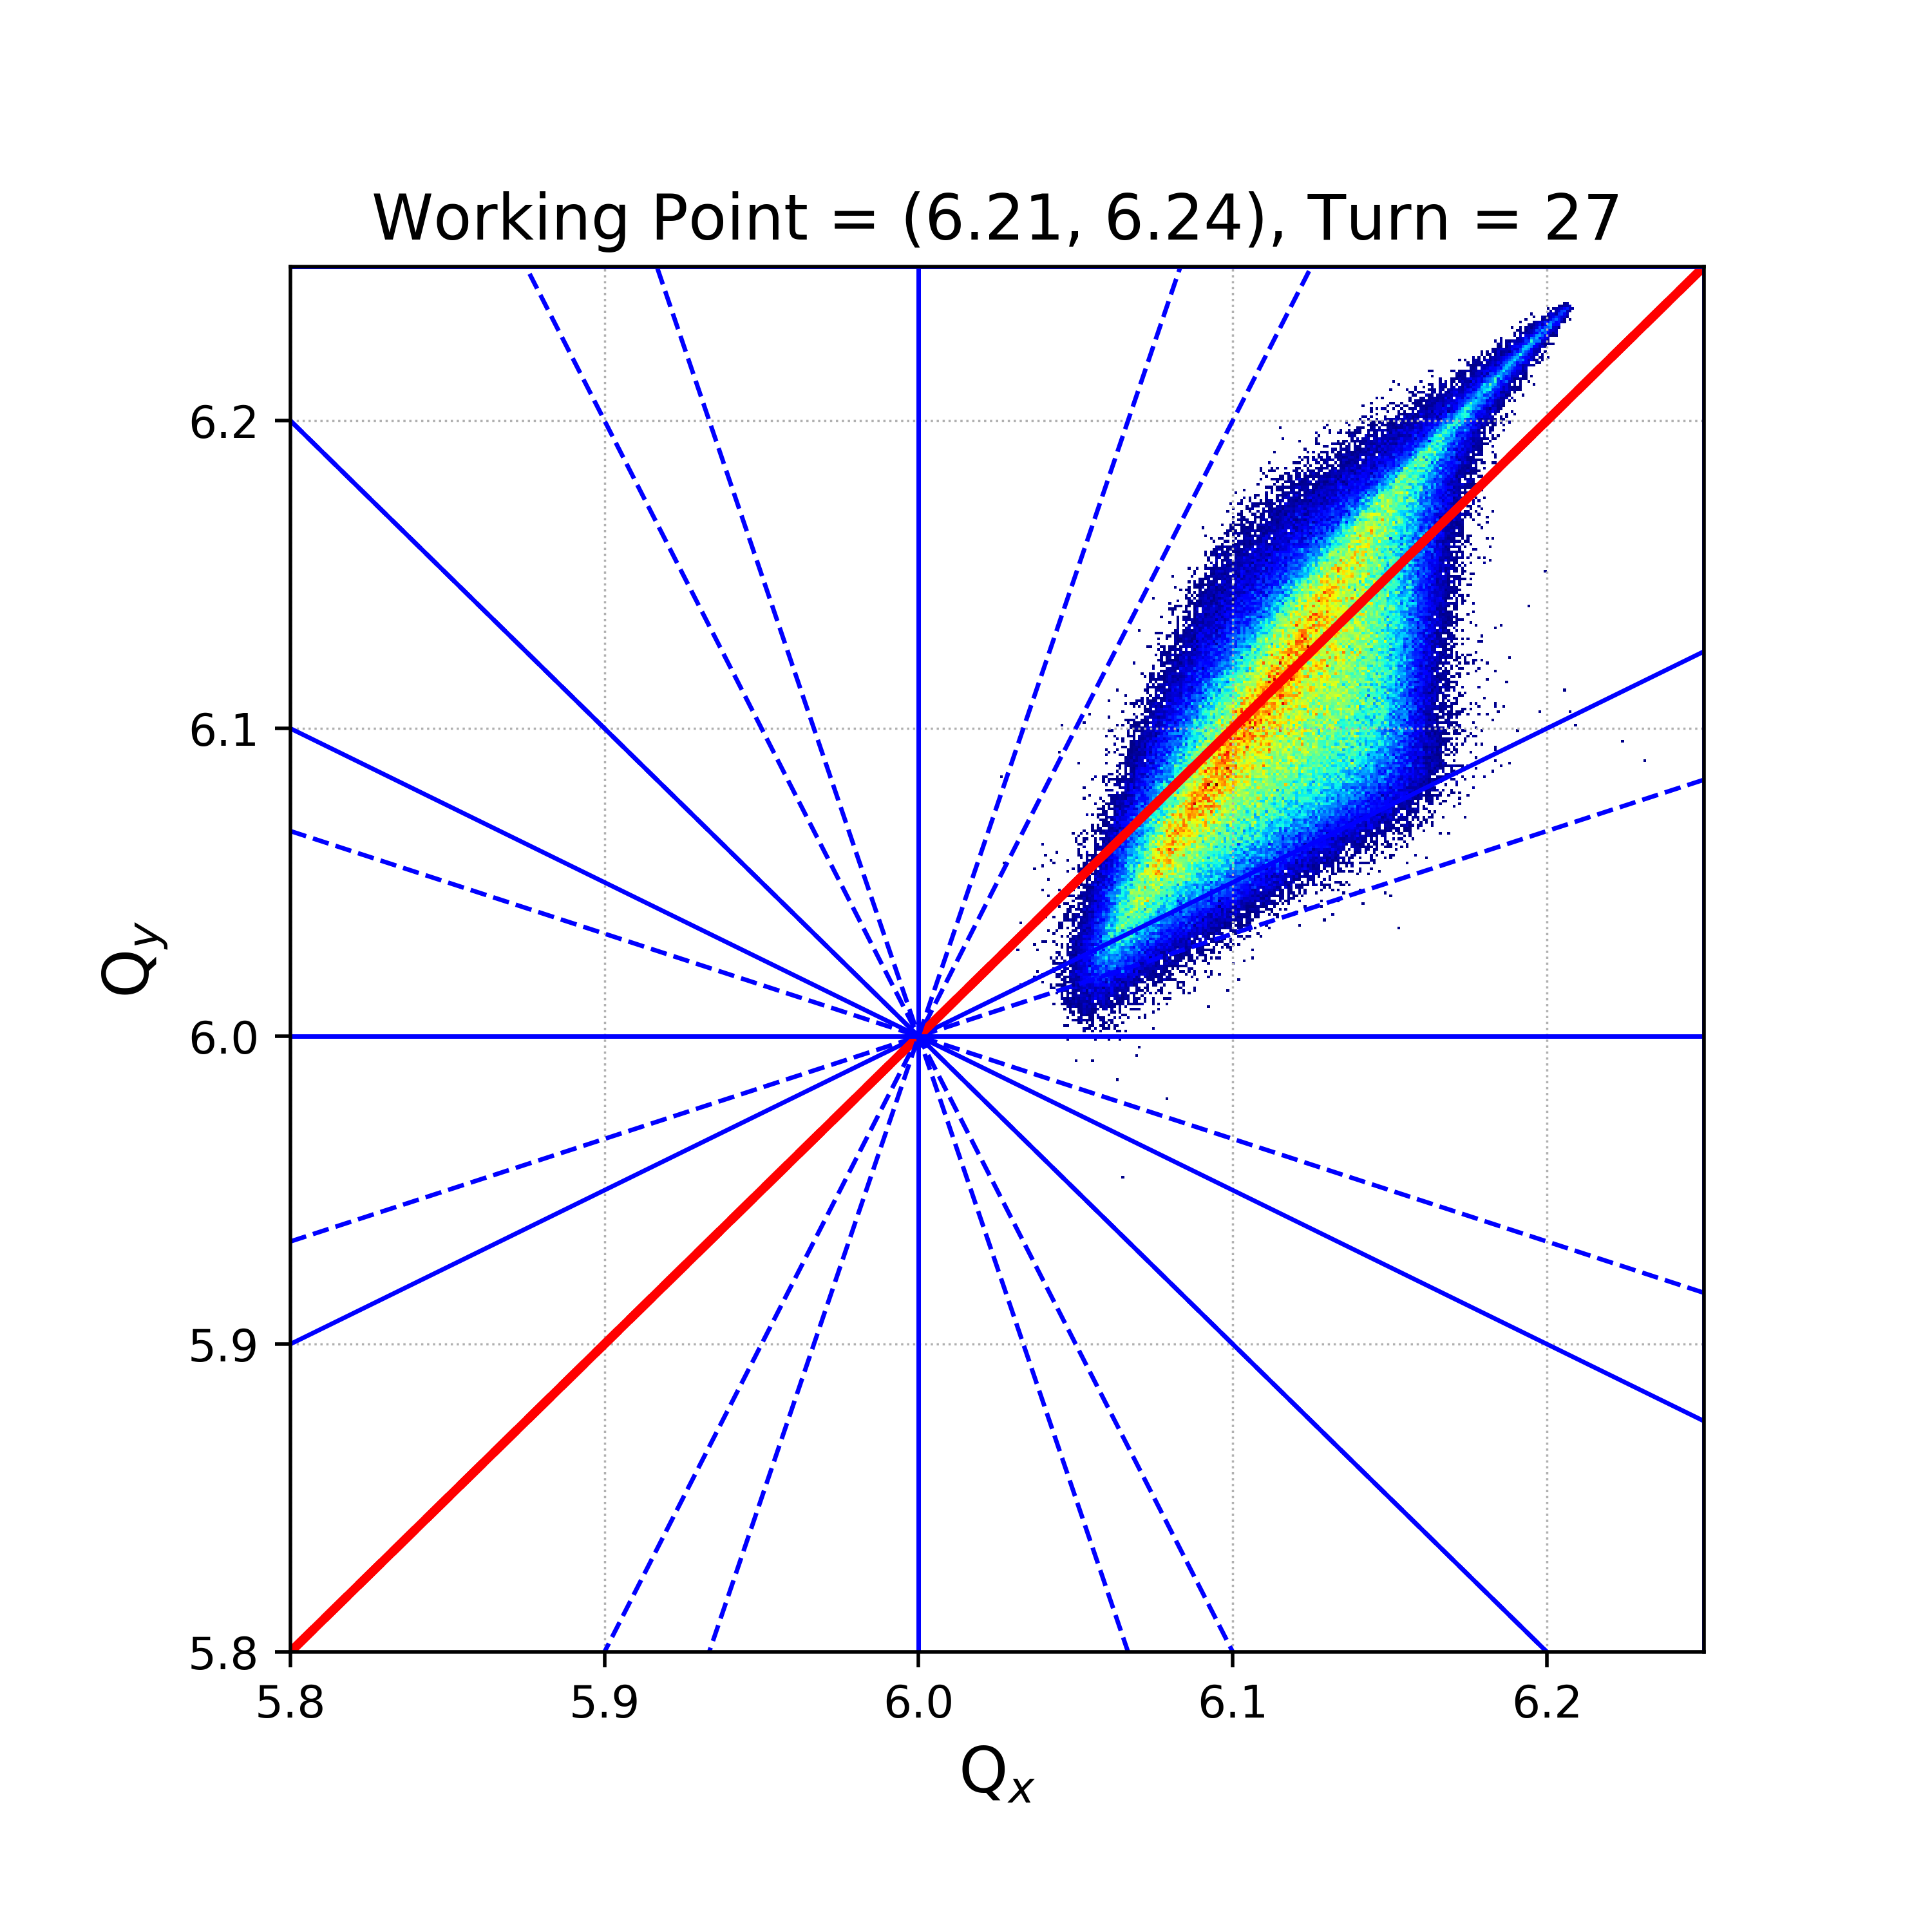 Working Point = (6.21, 6.24), Turn = 27
6.2
6.1
6.0
5.9
5.8
Qy
5.8 5.9 6.0 6.1 6.2
Qx